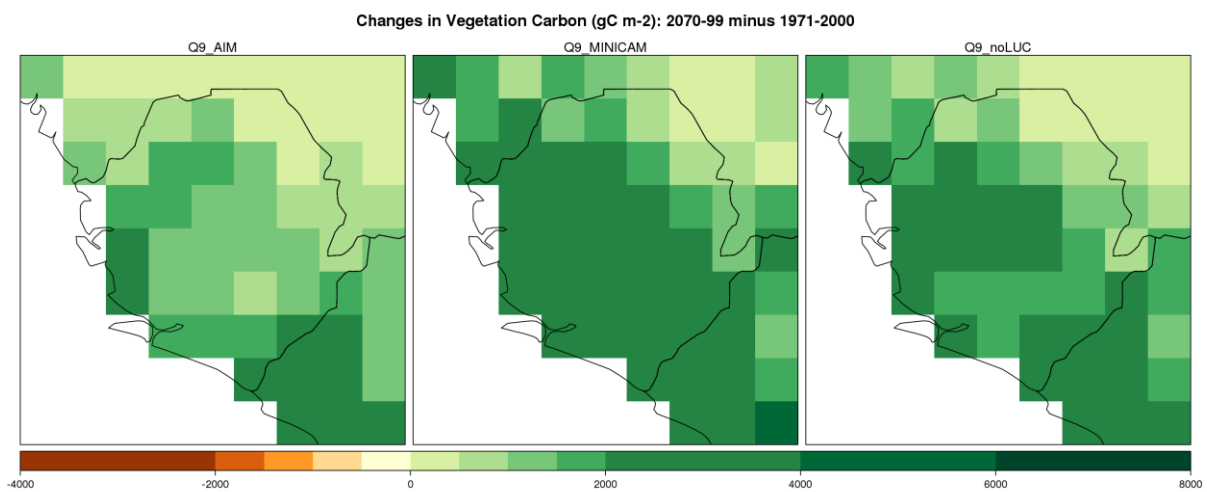 Changes in Vegetation Carbon (gC m-2): 2070-99 minus 1971-2000
Q9_AIM Q9_MINICAM Q9_noLUC
-4000 -2000 0 2000 4000 6000 8000